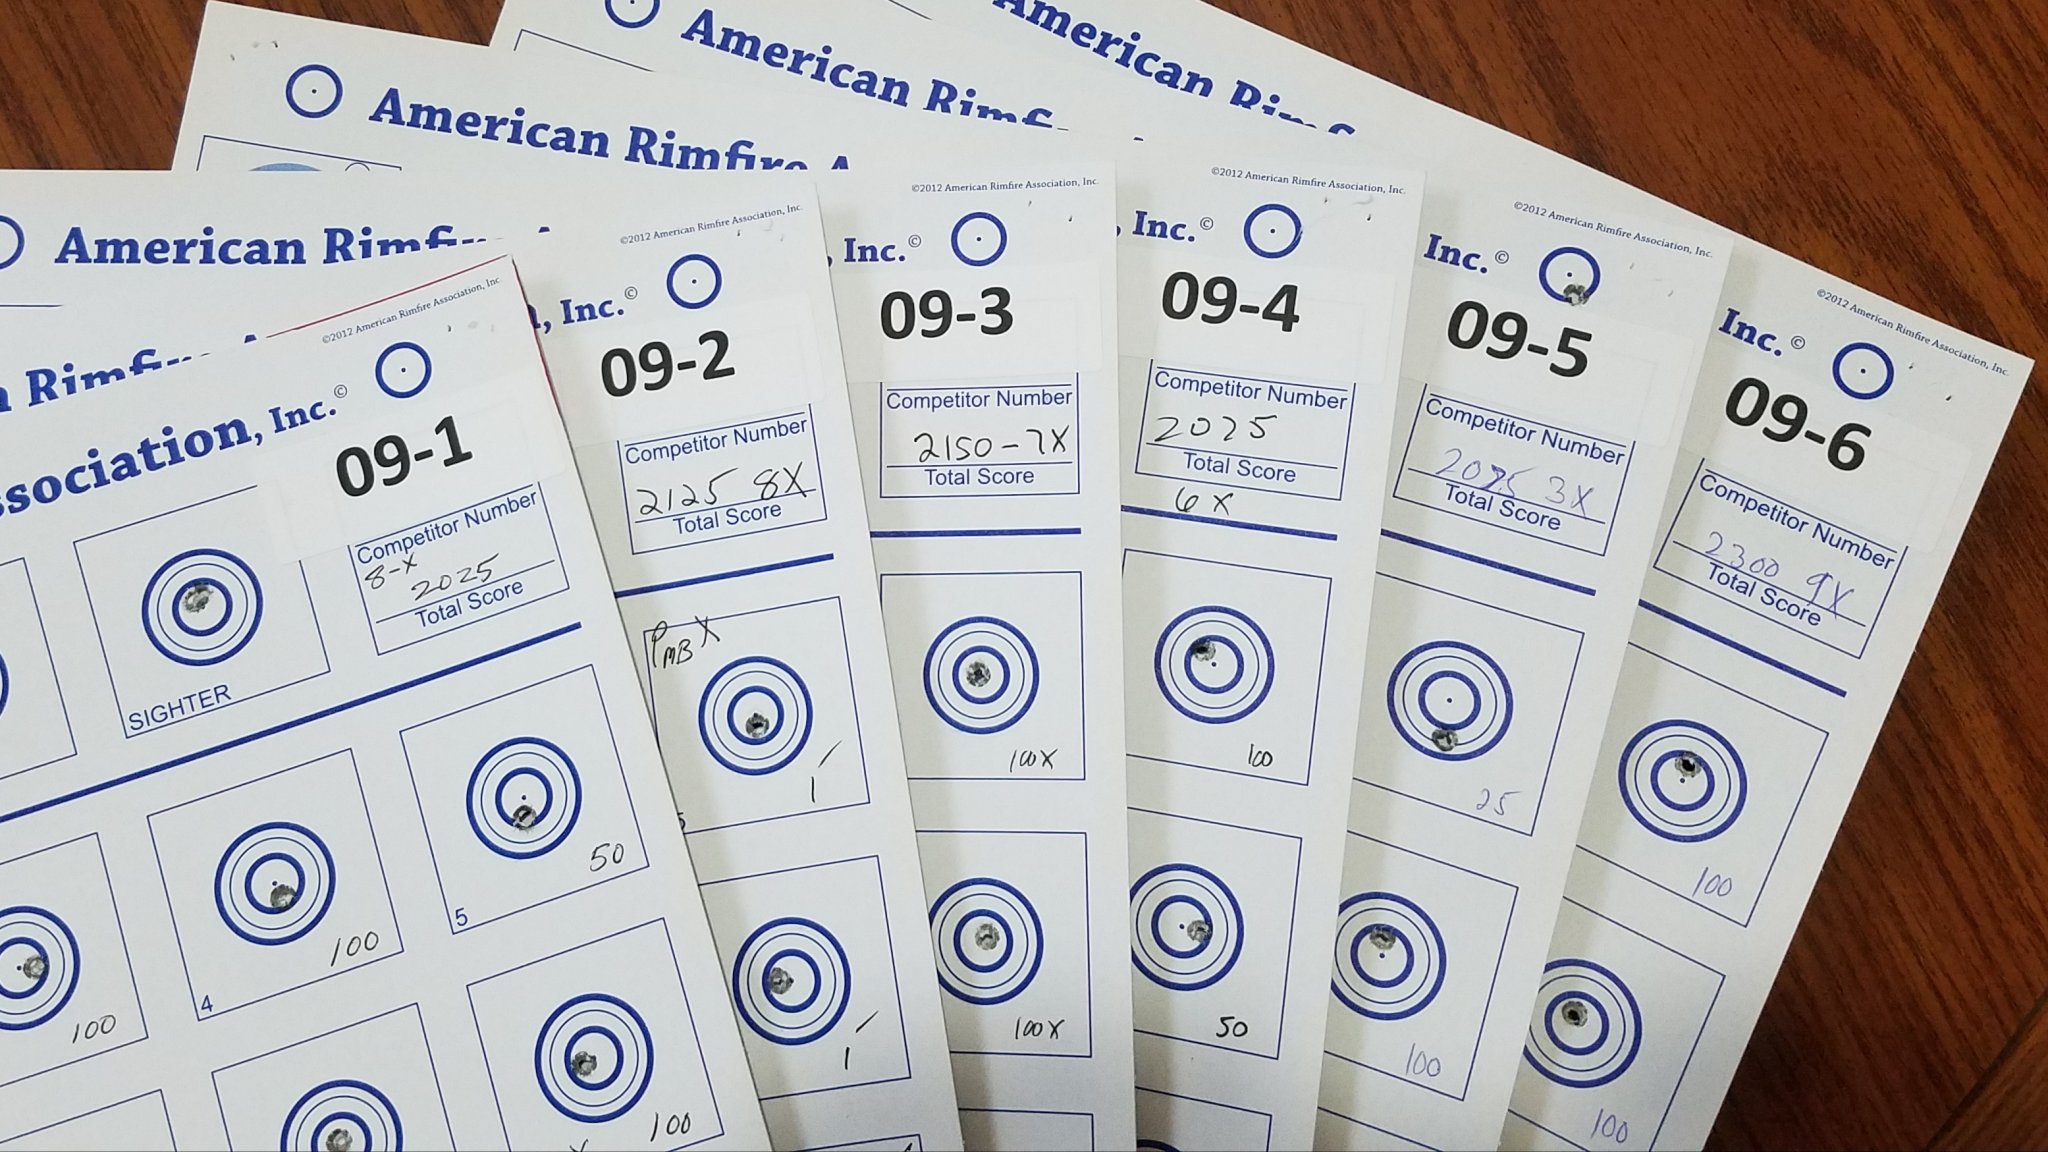 American Rim
American Rimf
American Rimfire A
American Rimf
©2012 American Rimfire Association, Inc.
Inc.©
09-6
Competitor Number
2300 9X
Total Score
100
100
©2012 American Rimfire Association, Inc.
Inc.©
09-5
Competitor Number
2025 3X
Total Score
25
100
©2012 American Rimfire Association, Inc.
, Inc.©
09-4
Competitor Number
2025
Total Score
6X
100
50
©2012 American Rimfire Association, Inc.
, Inc.©
09-3
Competitor Number
2150-7X
Total Score
100X
100X
©2012 American Rimfire Association, Inc.
, Inc.©
09-2
Competitor Number
2125 8X
Total Score
PMB X
Rimf
©2012 American Rimfire Association, Inc
ssociation, Inc.©
09-1
Competitor Number
8-X
2025
Total Score
SIGHTER
50
5
100
4
100
100
X